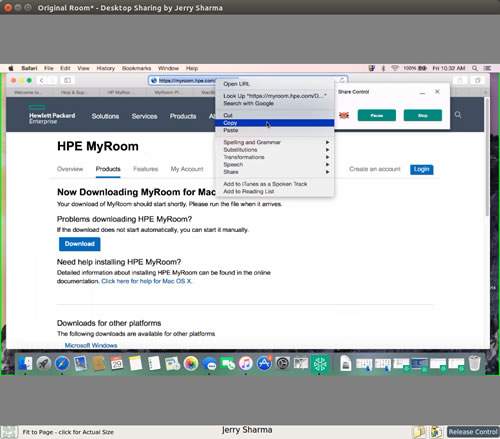 Original Room* - Desktop Sharing by Jerry Sharma
Safari File Edit View History Bookmarks Window Help 100% Fri 10:32 AM
https://myroom.hpe.com/D
Welcome to... Help & Su HPE MyRoo MyRoom Pr
Open URL
Look Up "https://myroom.hpe.com/D..."
Search with Google
Cut
Copy
Paste
Spelling and Grammar
Substitutions
Transformations
Speech
Share
Add to iTunes as a Spoken Track
Add to Reading List
Share Control
Pause Stop
Hewlett Packard
Enterprise
Solutions Services Products
HPE MyRoom
Overview Products Features My Account Create an account Login
Now Downloading MyRoom for Mac
Your download of MyRoom should start shortly. Please run the file when it arrives.
Problems downloading HPE MyRoom?
If the download does not start automatically, you can start it manually.
Download
Need help installing HPE MyRoom?
Detailed information about installing HPE MyRoom can be found in the online
documentation. Click here for help for Mac OS X.
Downloads for other platforms
The following downloads are available for other platforms
Microsoft Windows
Fit to Page - click for Actual Size
Jerry Sharma
Release Control